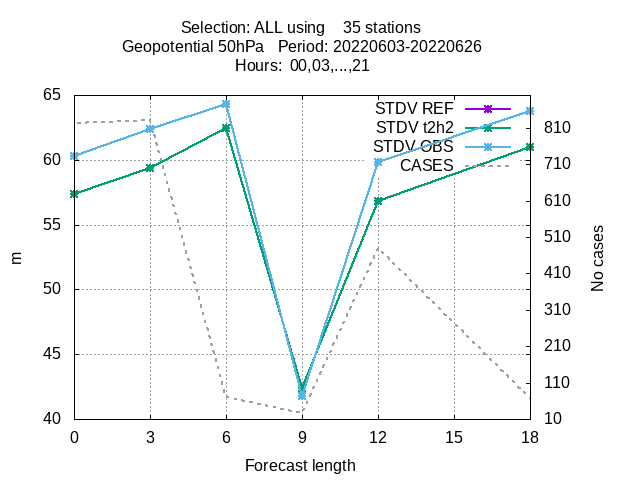 Selection: ALL using    35 stations
Geopotential 50hPa   Period: 20220603-20220626
Hours:  00,03,...,21
STDV REF
STDV t2h2
STDV OBS
CASES
65
60
55
50
45
40
m
810
710
610
510
410
310
210
110
10
No cases
0 3 6 9 12 15 18
Forecast length